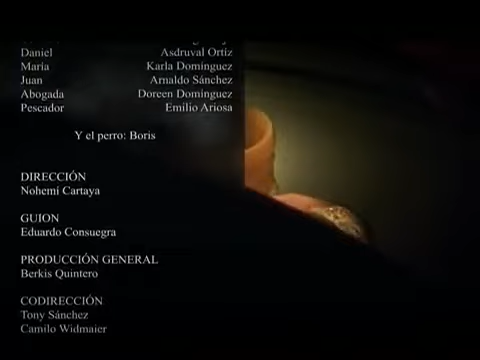 Daniel Asdruval Ortiz
María Karla Domínguez
Juan Arnaldo Sánchez
Abogada Doreen Domínguez
Pescador Emilio Ariosa
Y el perro: Boris
DIRECCIÓN
Nohemi Cartaya
GUION
Eduardo Consuegra
PRODUCCIÓN GENERAL
Berkis Quintero
CODIRECCIÓN
Tony Sánchez
Camilo Widmaier